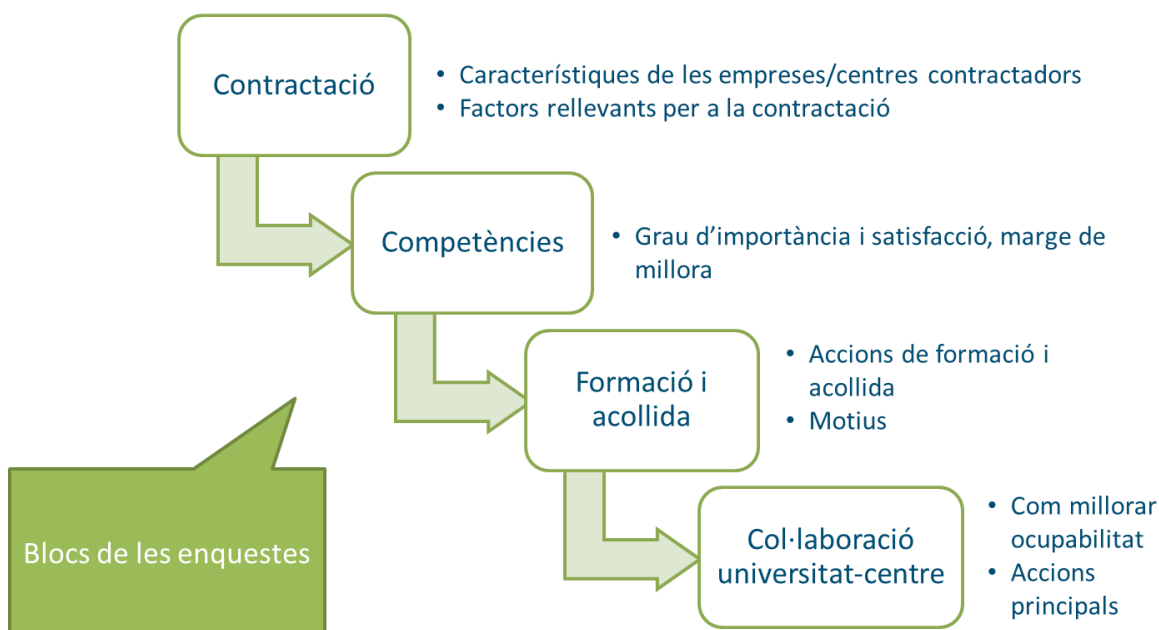 Contractació
• Característiques de les empreses/centres contractadors
• Factors rellevants per a la contractació
Competències
• Grau d’importància i satisfacció, marge de
millora
Formació i
acollida
• Accions de formació i
acollida
• Motius
Blocs de les enquestes
Col·laboració
universitat-centre
• Com millorar
ocupabilitat
• Accions
principals